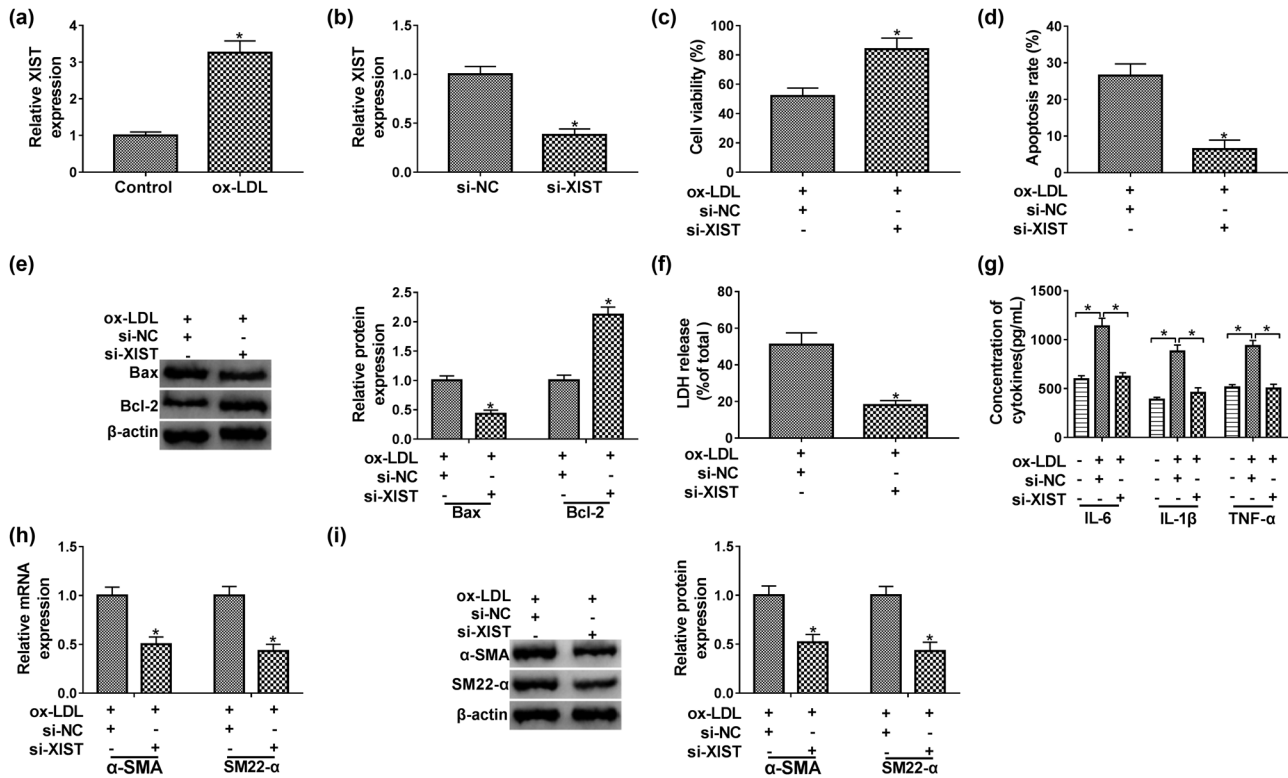 (a)
Relative XIST
expression
4
3
2
1
0
*
Control
ox-LDL
(b)
Relative XIST
expression
1.5
1.0
0.5
0.0
*
si-NC
si-XIST
(c)
Cell viability (%)
100
80
60
40
20
0
*
ox-LDL + +
si-NC + -
si-XIST - +
(d)
Apoptosis rate (%)
40
30
20
10
0
*
ox-LDL + +
si-NC + -
si-XIST - +
(e)
ox-LDL + +
si-NC + -
si-XIST - +
Bax
Bcl-2
β-actin
Relative protein
expression
2.5
2.0
1.5
1.0
0.5
0.0
* *
ox-LDL + + + +
si-NC + - + -
si-XIST - + - +
Bax Bcl-2
(f)
LDH release
(%of total )
80
60
40
20
0
*
ox-LDL + +
si-NC + -
si-XIST - +
(g)
Concentration of
cytokines(pg/mL)
1500
1000
500
0
* * * * * *
ox-LDL - + + - + + - + +
si-NC - + - - + - - + -
si-XIST - - + - - + - - +
IL-6 IL-1β TNF-α
(h)
Relative mRNA
expression
1.5
1.0
0.5
0.0
* *
ox-LDL + + + +
si-NC + - + -
si-XIST - + - +
α-SMA SM22-α
(i)
ox-LDL + +
si-NC + -
si-XIST - +
α-SMA
SM22-α
β-actin
Relative protein
expression
1.5
1.0
0.5
0.0
* *
ox-LDL + + + +
si-NC + - + -
si-XIST - + - +
α-SMA SM22-α